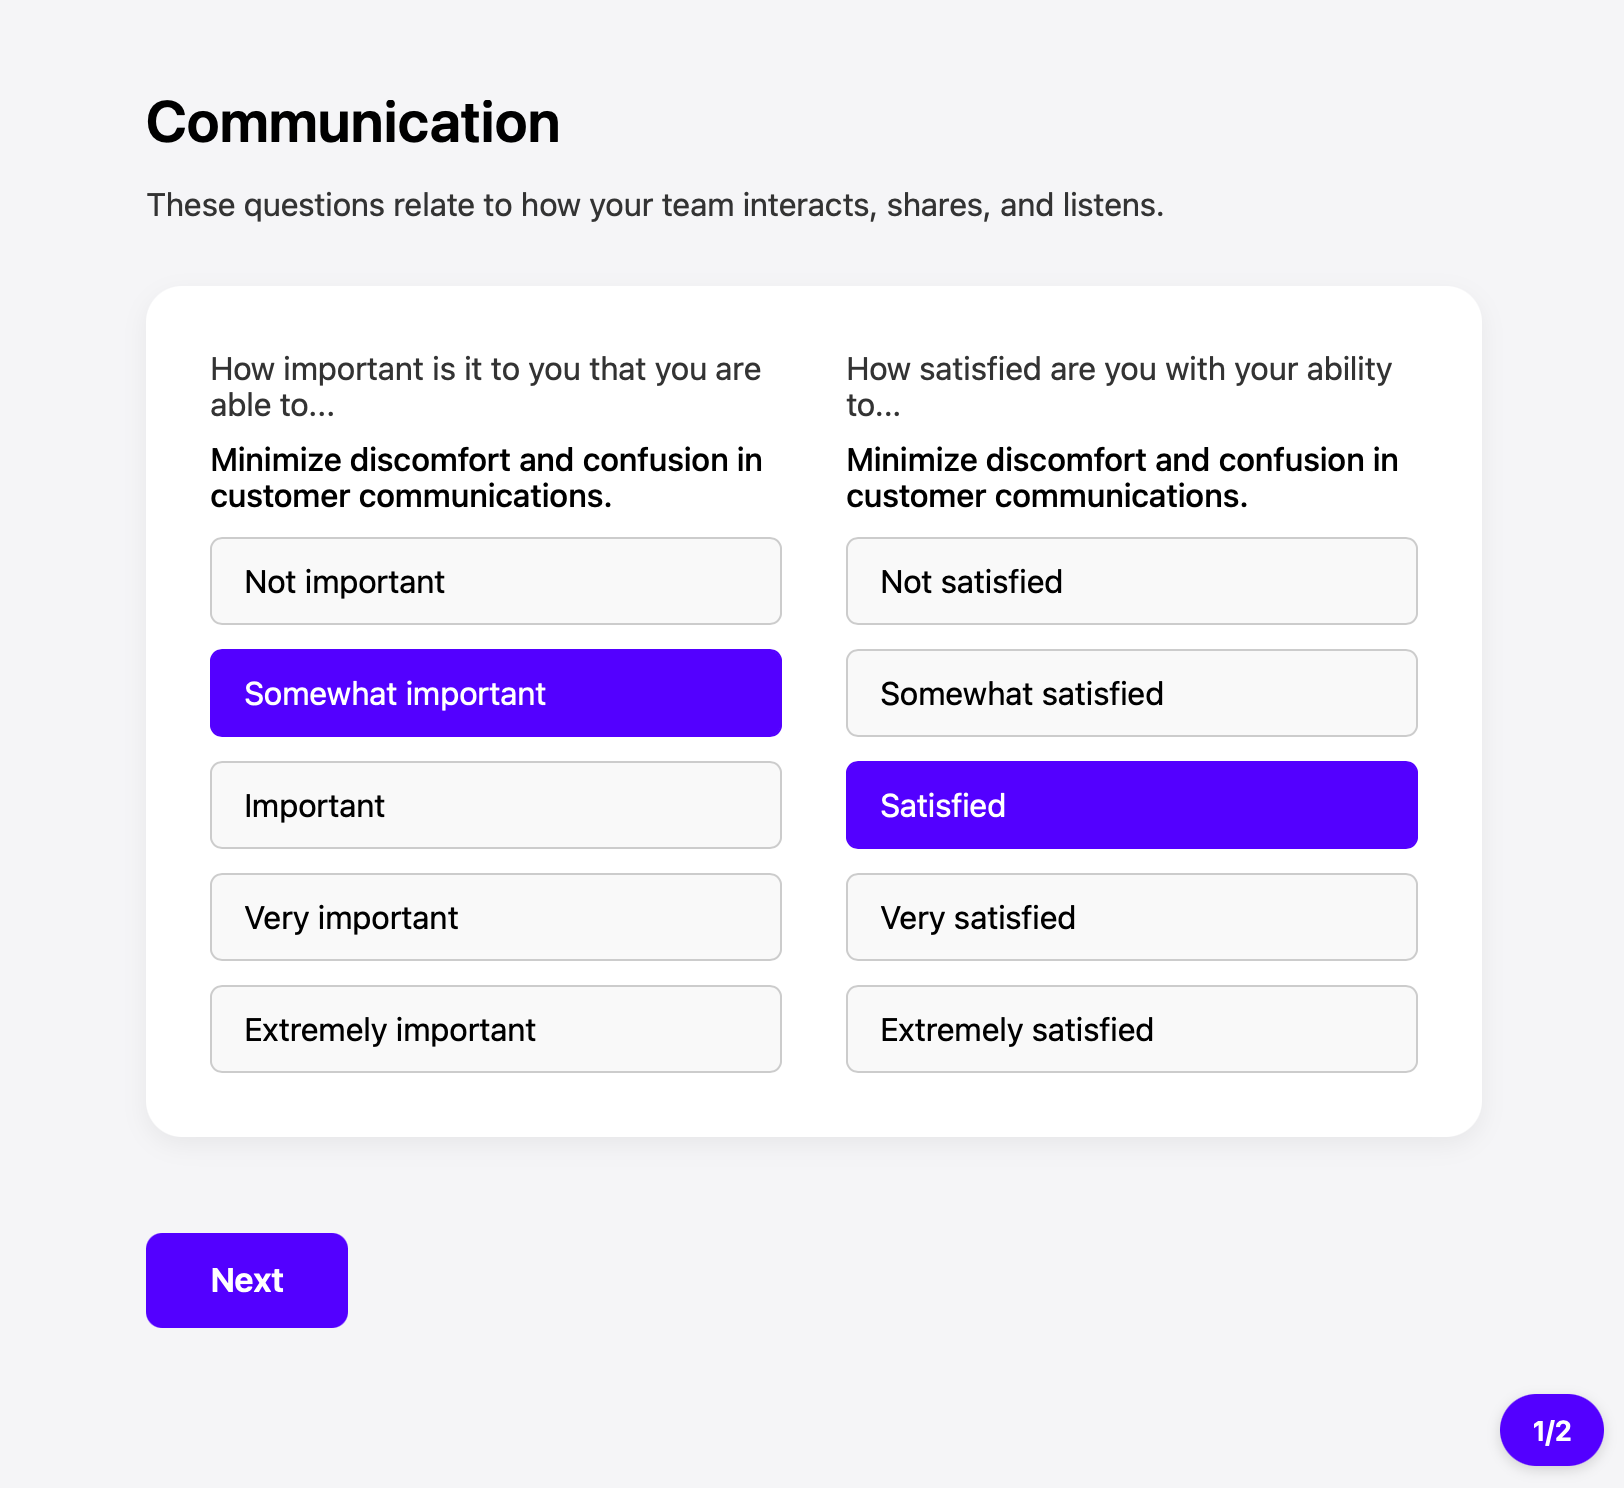 Communication
These questions relate to how your team interacts, shares, and listens.
How important is it to you that you are
able to...
Minimize discomfort and confusion in
customer communications.
Not important
Somewhat important
Important
Very important
Extremely important
How satisfied are you with your ability
to...
Minimize discomfort and confusion in
customer communications.
Not satisfied
Somewhat satisfied
Satisfied
Very satisfied
Extremely satisfied
Next
1/2